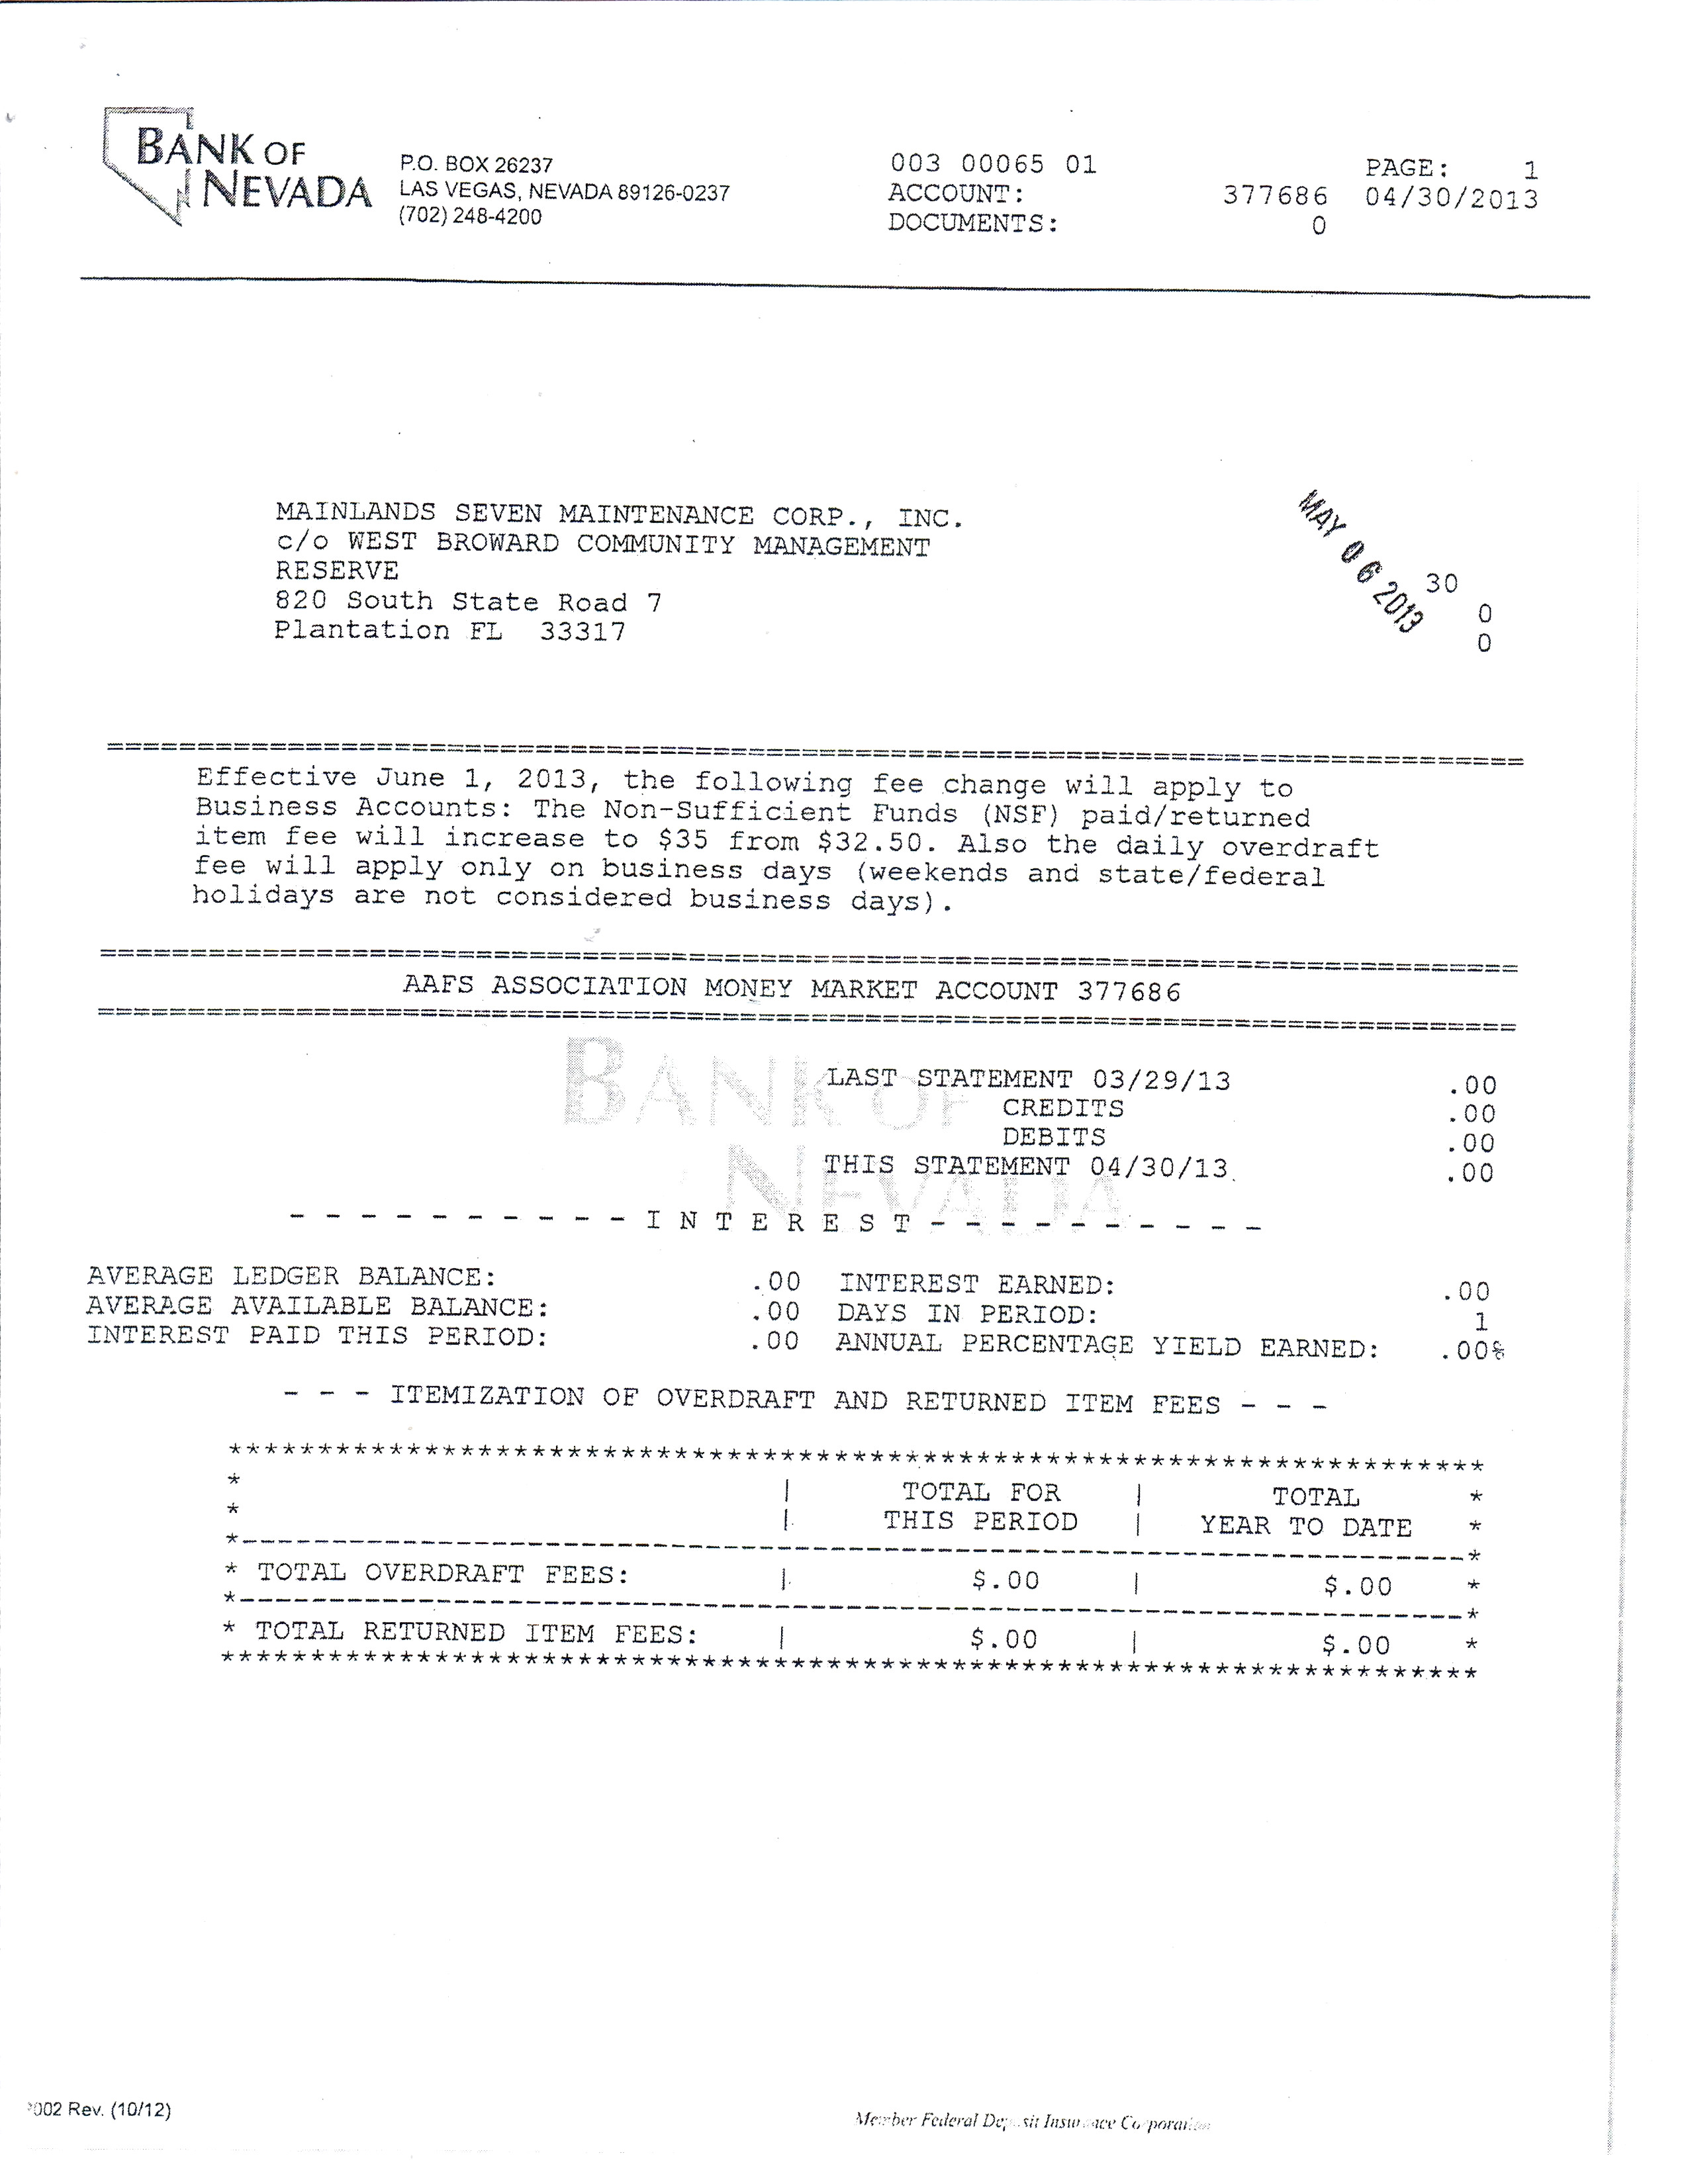 BANK OF
NEVADA
P.O. BOX 26237
LAS VEGAS, NEVADA 89126-0237
(702) 248-4200
003 00065 01 PAGE: 1
ACCOUNT: 377686 04/30/2013
DOCUMENTS: 0
MAINLANDS SEVEN MAINTENANCE CORP., INC.
c/o WEST BROWARD COMMUNITY MANAGEMENT
RESERVE
820 South State Road 7
Plantation FL 33317
MAY 06 2013
30
0
0
===============================================================================
Effective June 1, 2013, the following fee change will apply to
Business Accounts: The Non-Sufficient Funds (NSF) paid/returned
item fee will increase to $35 from $32.50. Also the daily overdraft
fee will apply only on business days (weekends and state/federal
holidays are not considered business days).
===============================================================================
AAFS ASSOCIATION MONEY MARKET ACCOUNT 377686
===============================================================================
BANK OF
NEVADA
LAST STATEMENT 03/29/13 .00
CREDITS .00
DEBITS .00
THIS STATEMENT 04/30/13 .00
- - - - - - - - - - I N T E R E S T - - - - - - - - - -
AVERAGE LEDGER BALANCE: .00 INTEREST EARNED: .00
AVERAGE AVAILABLE BALANCE: .00 DAYS IN PERIOD: 1
INTEREST PAID THIS PERIOD: .00 ANNUAL PERCENTAGE YIELD EARNED: .00%
- - - ITEMIZATION OF OVERDRAFT AND RETURNED ITEM FEES - - -
***********************************************************************
* | TOTAL FOR | TOTAL *
* | THIS PERIOD | YEAR TO DATE *
*---------------------------------------------------------------------*
* TOTAL OVERDRAFT FEES: | $.00 | $.00 *
*---------------------------------------------------------------------*
* TOTAL RETURNED ITEM FEES: | $.00 | $.00 *
***********************************************************************
002 Rev. (10/12)
Member Federal Deposit Insurance Corporation